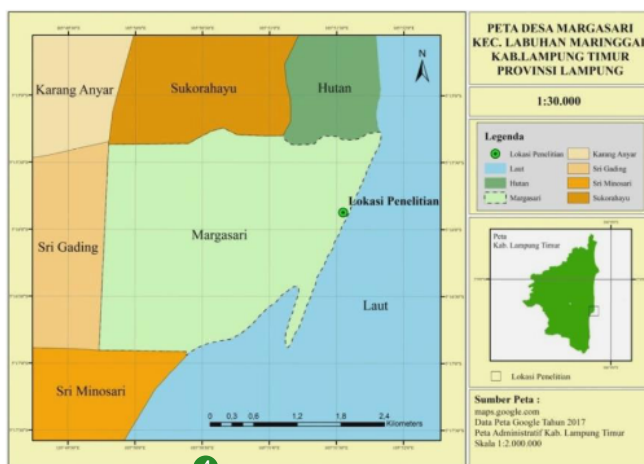 PETA DESA MARGASARI
KEC. LABUHAN MARINGGAI
KAB.LAMPUNG TIMUR
PROVINSI LAMPUNG
1:30.000
Legenda
Lokasi Penelitian
Laut
Hutan
Margasari
Karang Anyar
Sri Gading
Sri Minosari
Sukorahayu
Peta
Kab. Lampung Timur
Lokasi Penelitian
Sumber Peta :
maps.google.com
Data Peta Google Tahun 2017
Peta Administratif Kab. Lampung Timur
Skala 1:2.000.000
N
Karang Anyar
Sukorahayu
Hutan
Lokasi Penelitian
Margasari
Sri Gading
Laut
Sri Minosari
0 0,3 0,6 1,2 1,8 2,4
Kilometers